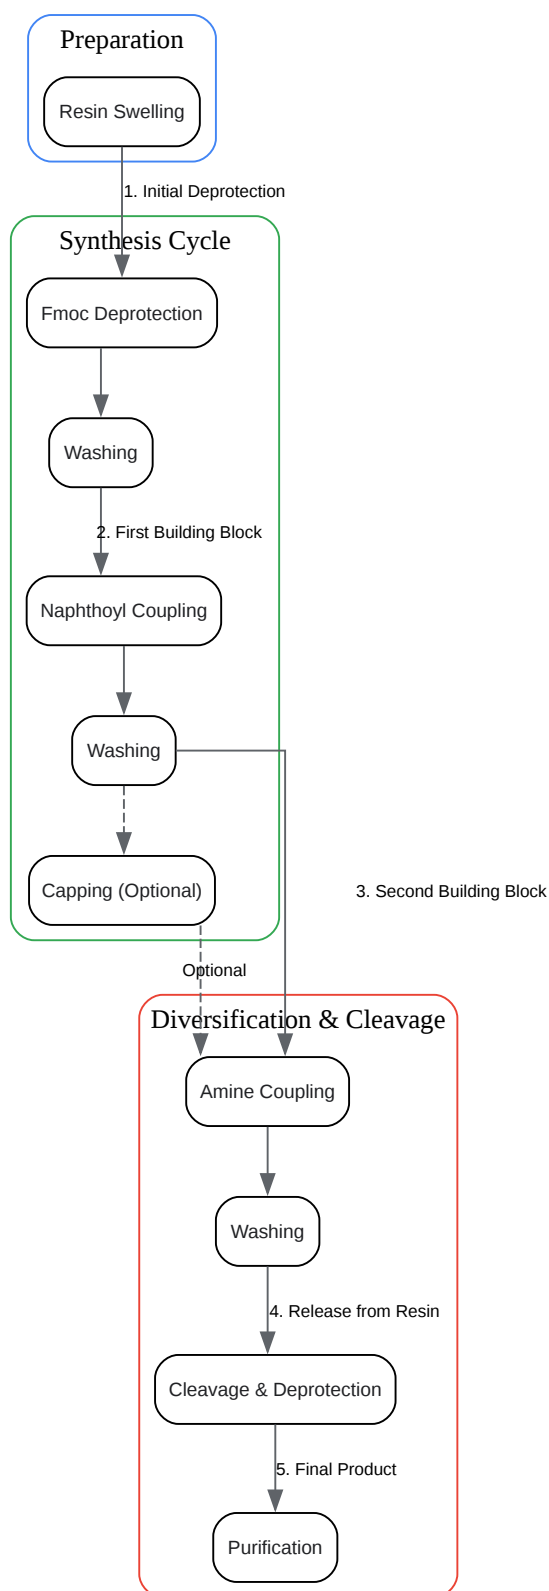 Preparation
Resin Swelling
1. Initial Deprotection
Synthesis Cycle
Fmoc Deprotection
Washing
2. First Building Block
Naphthoyl Coupling
Washing
Capping (Optional)
3. Second Building Block
Optional
Diversification & Cleavage
Amine Coupling
Washing
4. Release from Resin
Cleavage & Deprotection
5. Final Product
Purification